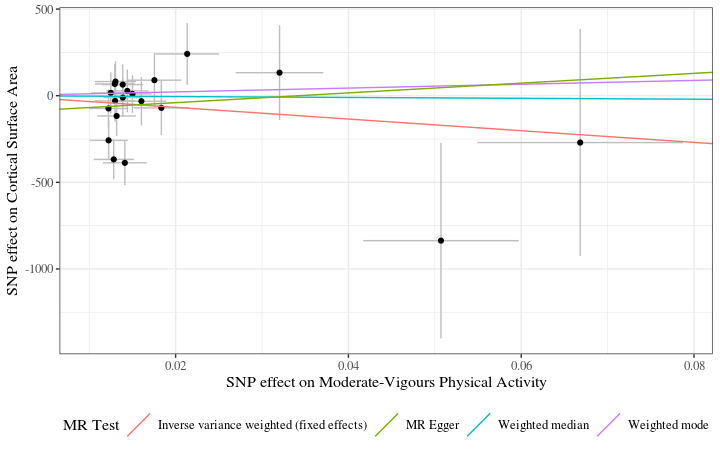 500
0
-500
-1000
SNP effect on Cortical Surface Area
0.02 0.04 0.06 0.08
SNP effect on Moderate-Vigours Physical Activity
MR Test Inverse variance weighted (fixed effects) MR Egger Weighted median Weighted mode